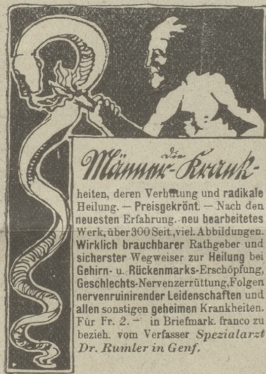 Die
Männer-Krank-
heiten, deren Verhütung und radikale
Heilung. — Preisgekrönt. — Nach den
neuesten Erfahrung. neu bearbeitetes
Werk, über 300 Seit., viel. Abbildungen.
Wirklich brauchbarer Rathgeber und
sicherster Wegweiser zur Heilung bei
Gehirn- u. Rückenmarks-Erschöpfung,
Geschlechts-Nervenzerrüttung, Folgen
nervenruinirender Leidenschaften und
allen sonstigen geheimen Krankheiten.
Für Fr. 2. — in Briefmark. franco zu
bezieh. vom Verfasser Spezialarzt
Dr. Rumler in Genf.